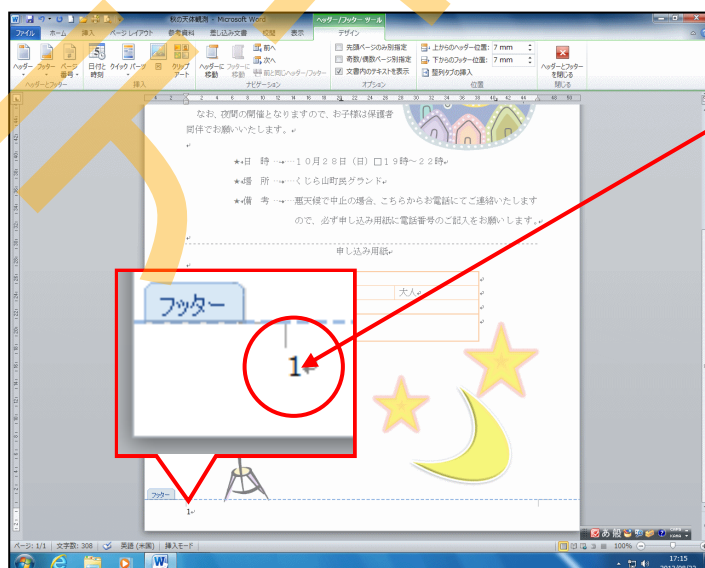 秋の天体観測 - Microsoft Word
ヘッダー/フッター ツール
ファイル ホーム 挿入 ページ レイアウト 参考資料 差し込み文書 校閲 表示 デザイン
ヘッダー フッター ページ番号 日付と時刻 クイック パーツ 図 クリップアート ヘッダーに移動 フッターに移動
前へ
次へ
前と同じヘッダー/フッター
先頭ページのみ別指定
奇数/偶数ページ別指定
文書内のテキストを表示
上からのヘッダー位置: 7 mm
下からのフッター位置: 7 mm
整列タブの挿入
ヘッダーとフッターを閉じる
ヘッダーとフッター 挿入 ナビゲーション オプション 位置 閉じる
なお、夜間の開催となりますので、お子様は保護者
同伴でお願いいたします。
★日 時 …→…10月28日(日)□19時~22時
★場 所 …→…くじら山町民グランド
★備 考 …→…悪天候で中止の場合、こちらからお電話にてご連絡いたします
ので、必ず申し込み用紙に電話番号のご記入をお願いします。
申し込み用紙
大人
フッター
1
フッター
1
ページ: 1/1 文字数: 308 英語 (米国) 挿入モード 100%
あ 般
17:15